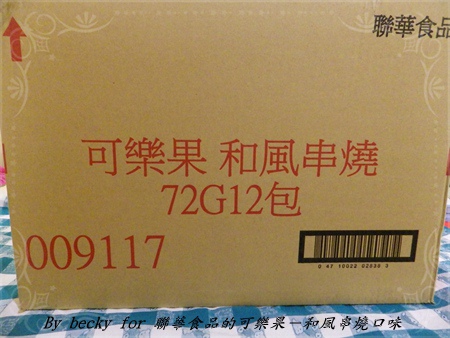 聯華食品
可樂果 和風串燒
72G12包
009117
By becky for 聯華食品的可樂果－和風串燒口味